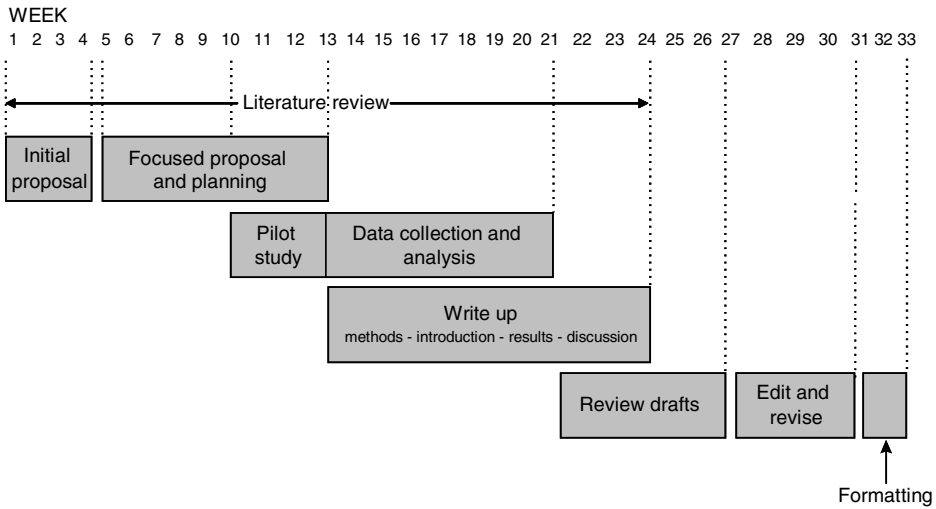 WEEK
1 2 3 4 5 6 7 8 9 10 11 12 13 14 15 16 17 18 19 20 21 22 23 24 25 26 27 28 29 30 31 32 33
Literature review
Initial
proposal
Focused proposal
and planning
Pilot
study
Data collection and
analysis
Write up
methods - introduction - results - discussion
Review drafts
Edit and
revise
Formatting